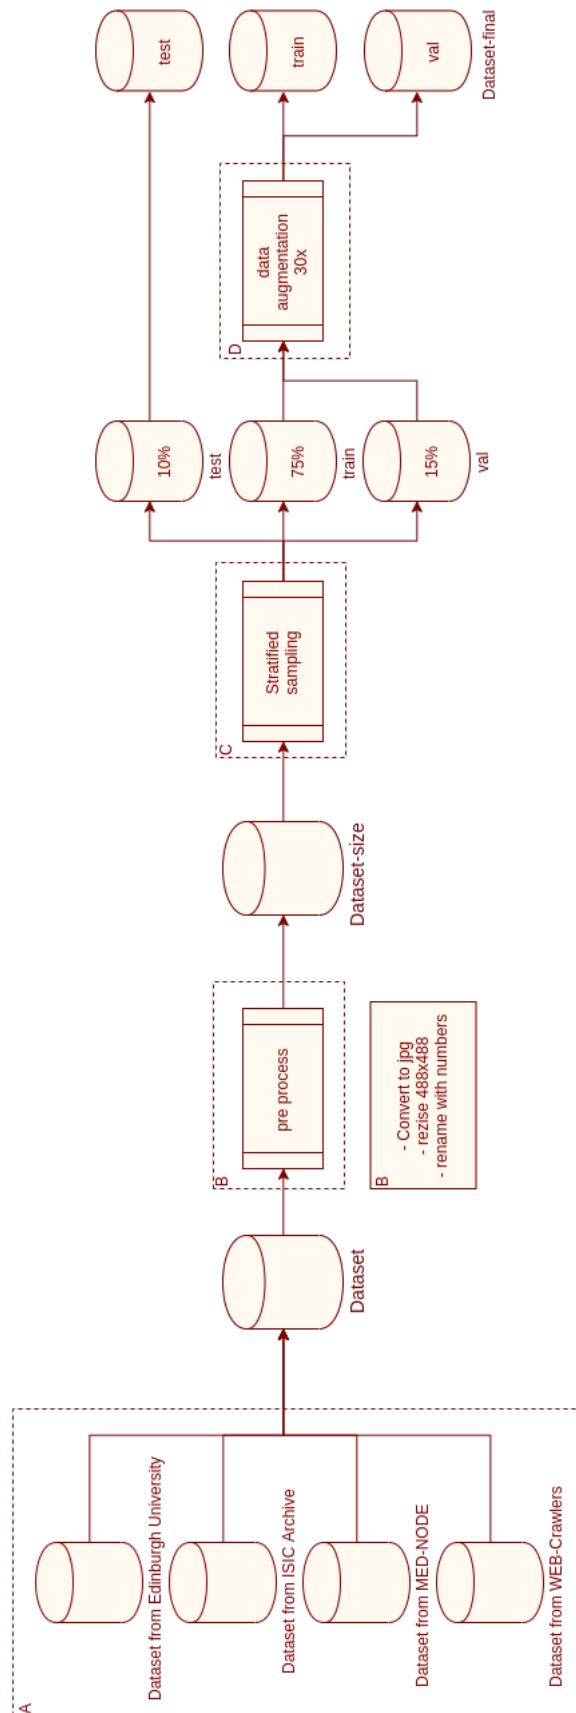 A
Dataset from Edinburgh University
Dataset from ISIC Archive
Dataset from MED-NODE
Dataset from WEB-Crawlers
Dataset
B
pre process
B
- Convert to jpg
- rezise 488x488
- rename with numbers
Dataset-size
C
Stratified
sampling
10%
test
75%
train
15%
val
D
data
augmentation
30x
test
train
val
Dataset-final